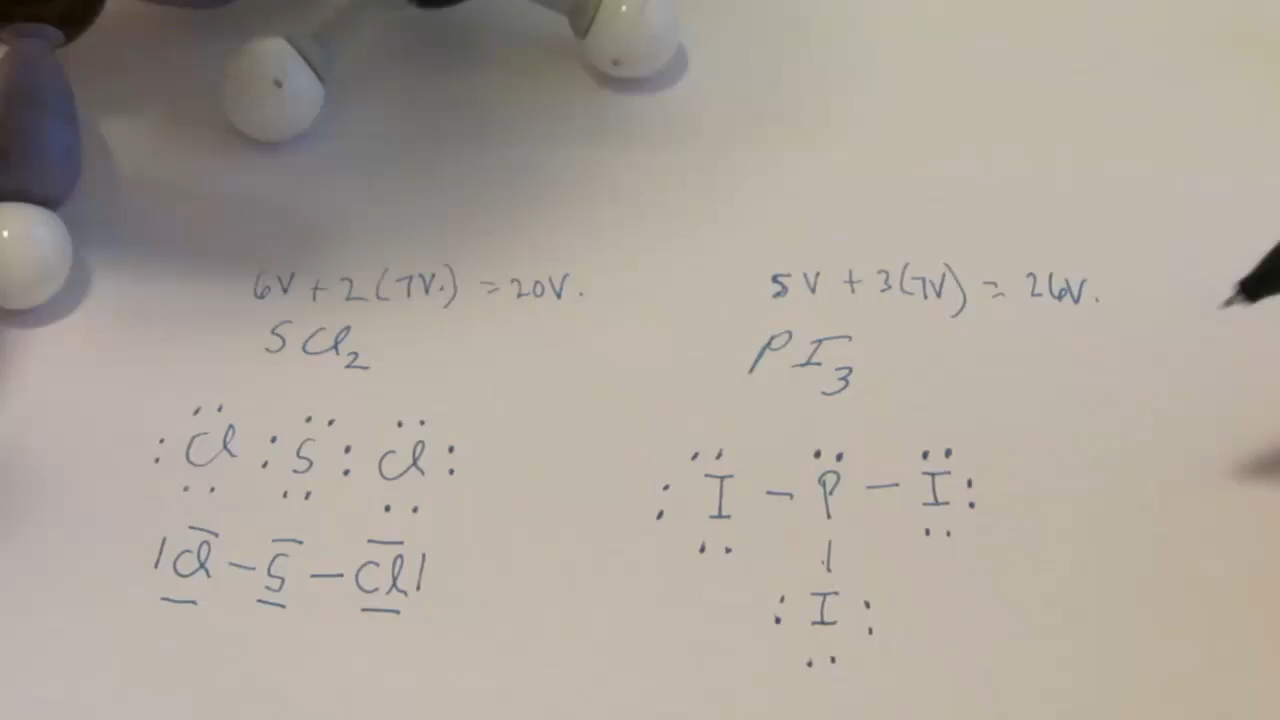 6V + 2(7V.) = 20V.
SCl₂
:Cl:S:Cl:
|Cl-S-Cl|
5V + 3(7V) = 26V.
PI₃
:I-P-I:
|
:I: